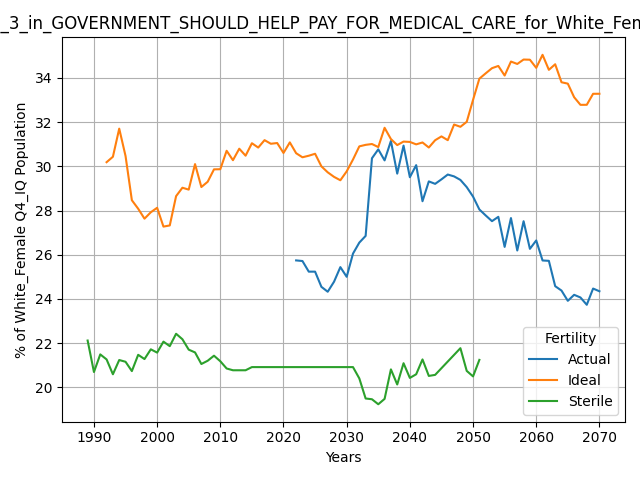 _3_in_GOVERNMENT_SHOULD_HELP_PAY_FOR_MEDICAL_CARE_for_White_Fem
% of White_Female Q4_IQ Population
34
32
30
28
26
24
22
20
Fertility
Actual
Ideal
Sterile
1990 2000 2010 2020 2030 2040 2050 2060 2070
Years